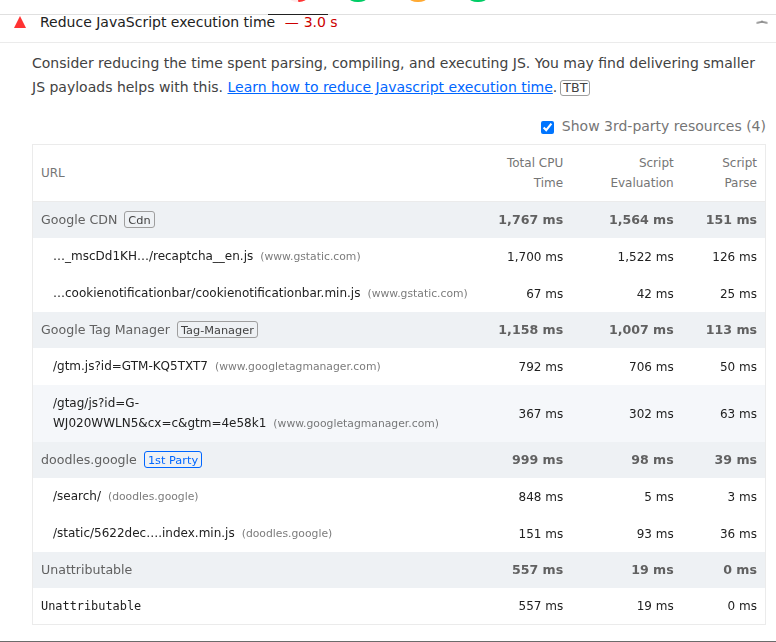 Reduce JavaScript execution time — 3.0 s
Consider reducing the time spent parsing, compiling, and executing JS. You may find delivering smaller
JS payloads helps with this. Learn how to reduce Javascript execution time. TBT
Show 3rd-party resources (4)
URL Total CPU Time Script Evaluation Script Parse
Google CDN Cdn 1,767 ms 1,564 ms 151 ms
…_mscDd1KH…/recaptcha__en.js (www.gstatic.com) 1,700 ms 1,522 ms 126 ms
…cookienotificationbar/cookienotificationbar.min.js (www.gstatic.com) 67 ms 42 ms 25 ms
Google Tag Manager Tag-Manager 1,158 ms 1,007 ms 113 ms
/gtm.js?id=GTM-KQ5TXT7 (www.googletagmanager.com) 792 ms 706 ms 50 ms
/gtag/js?id=G-
WJ020WWLN5&cx=c&gtm=4e58k1 (www.googletagmanager.com) 367 ms 302 ms 63 ms
doodles.google 1st Party 999 ms 98 ms 39 ms
/search/ (doodles.google) 848 ms 5 ms 3 ms
/static/5622dec….index.min.js (doodles.google) 151 ms 93 ms 36 ms
Unattributable 557 ms 19 ms 0 ms
Unattributable 557 ms 19 ms 0 ms